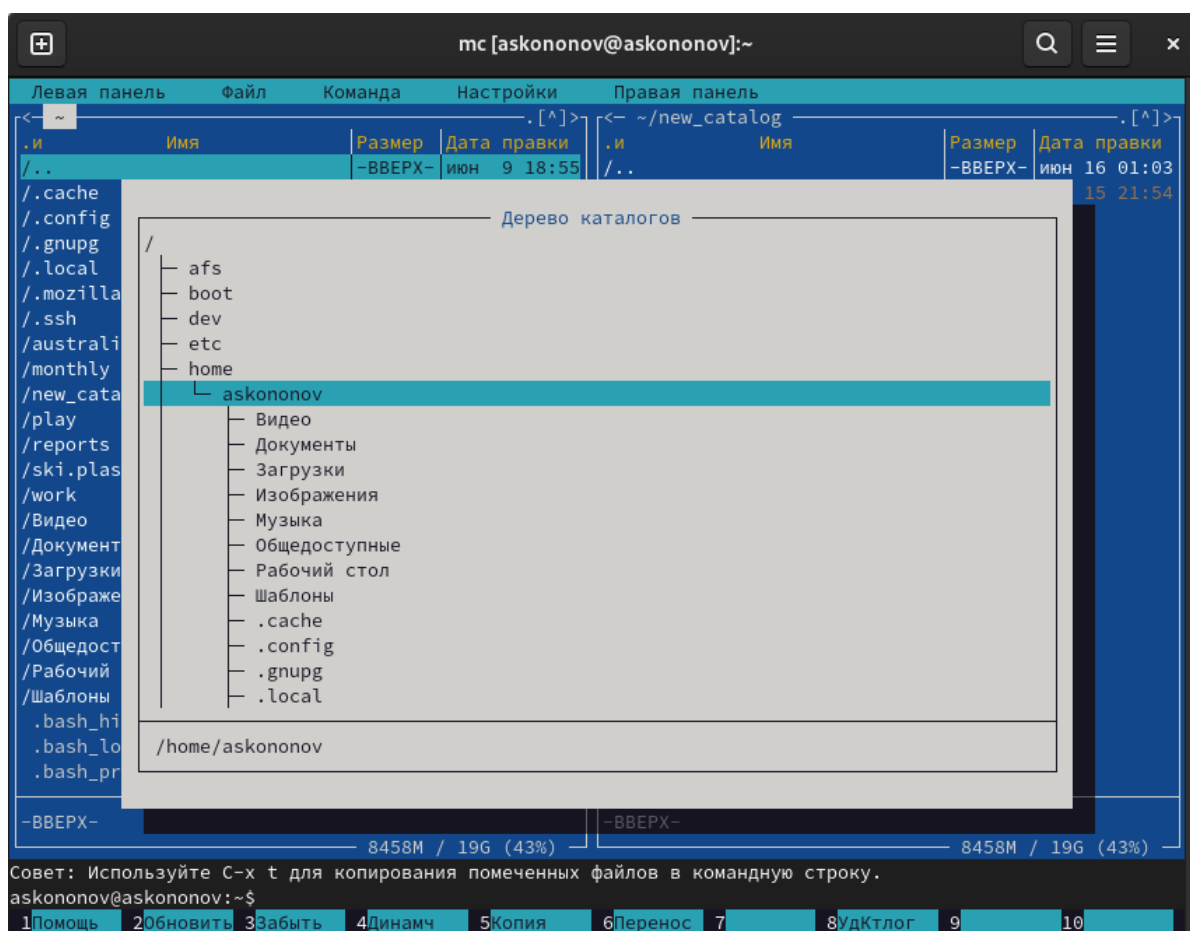 mc [askononov@askononov]:~
Левая панель Файл Команда Настройки Правая панель
<— ~ .[^]> <— ~/new_catalog .[^]>
.и Имя Размер Дата правки .и Имя Размер Дата правки
/.. -ВВЕРХ- июн 9 18:55 /.. -ВВЕРХ- июн 16 01:03
/.cache 15 21:54
/.config Дерево каталогов
/.gnupg /
/.local afs
/.mozilla boot
/.ssh dev
/australi etc
/monthly home
/new_cata askononov
/play Видео
/reports Документы
/ski.plas Загрузки
/work Изображения
/Видео Музыка
/Документ Общедоступные
/Загрузки Рабочий стол
/Изображе Шаблоны
/Музыка .cache
/Общедост .config
/Рабочий .gnupg
/Шаблоны .local
.bash_hi
.bash_lo /home/askononov
.bash_pr
-ВВЕРХ- -ВВЕРХ-
8458M / 19G (43%) 8458M / 19G (43%)
Совет: Используйте C-x t для копирования помеченных файлов в командную строку.
askononov@askononov:~$
1Помощь 2Обновить 3Забыть 4Динамч 5Копия 6Перенос 7 8УдКтлог 9 10